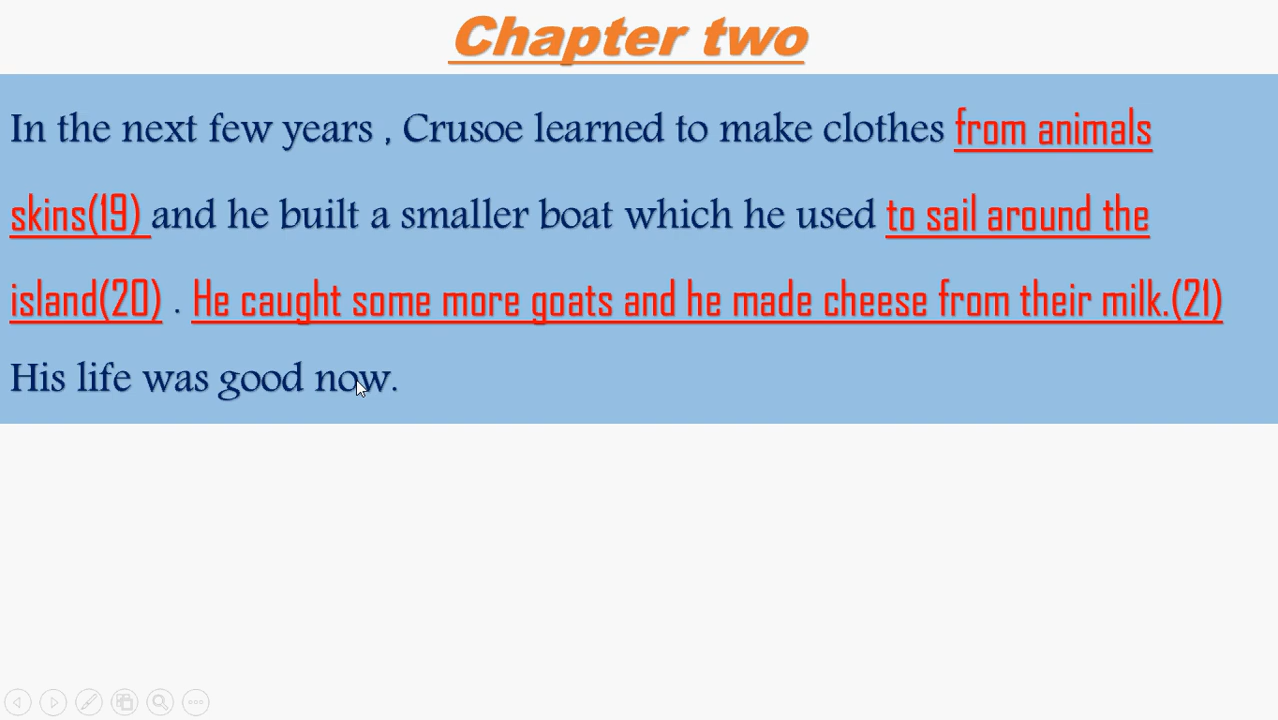 Chapter two
In the next few years , Crusoe learned to make clothes from animals
skins(19) and he built a smaller boat which he used to sail around the
island(20) . He caught some more goats and he made cheese from their milk.(21)
His life was good now.